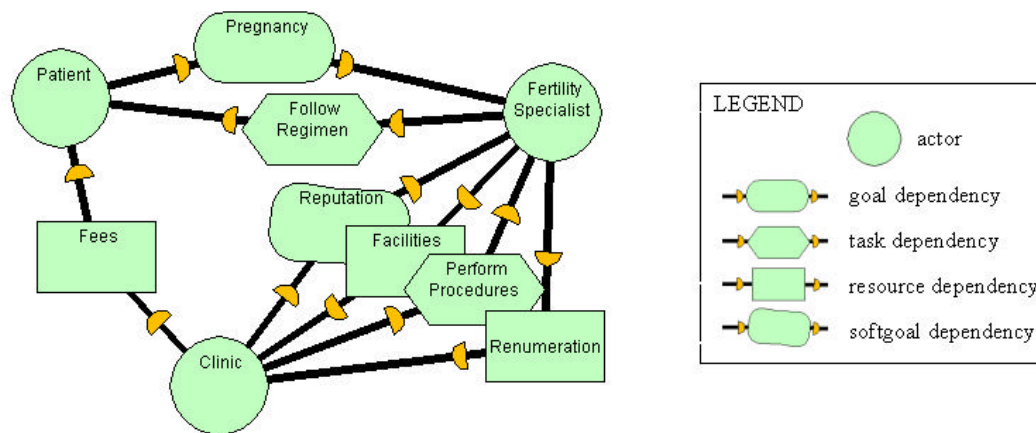 Pregnancy
Patient
Fertility
Specialist
Follow
Regimen
Reputation
Fees
Facilities
Perform
Procedures
Renumeration
Clinic
LEGEND
actor
goal dependency
task dependency
resource dependency
softgoal dependency